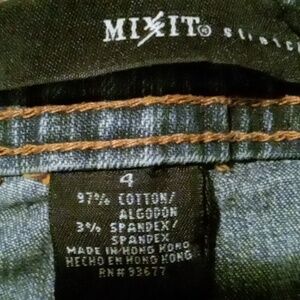 MIXIT® stretch
4
97% COTTON/
ALGODON
3% SPANDEX/
SPANDEX
MADE IN HONG KONG
HECHO EN HONG KONG
RN# 93677